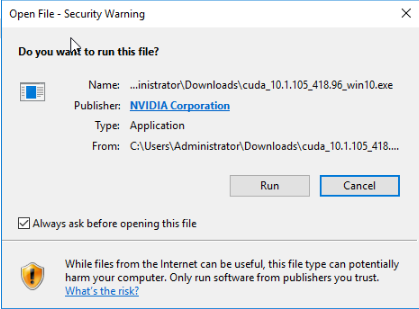 Open File - Security Warning
Do you want to run this file?
Name: ...inistrator\Downloads\cuda_10.1.105_418.96_win10.exe
Publisher: NVIDIA Corporation
Type: Application
From: C:\Users\Administrator\Downloads\cuda_10.1.105_418....
Run Cancel
Always ask before opening this file
While files from the Internet can be useful, this file type can potentially
harm your computer. Only run software from publishers you trust.
What's the risk?